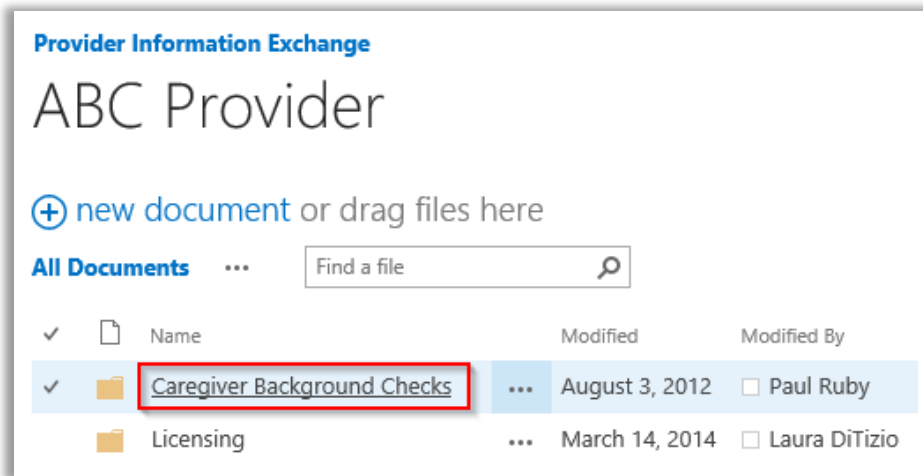 Provider Information Exchange
ABC Provider
new document or drag files here
All Documents ... Find a file
Name Modified Modified By
Caregiver Background Checks ... August 3, 2012 Paul Ruby
Licensing ... March 14, 2014 Laura DiTizio